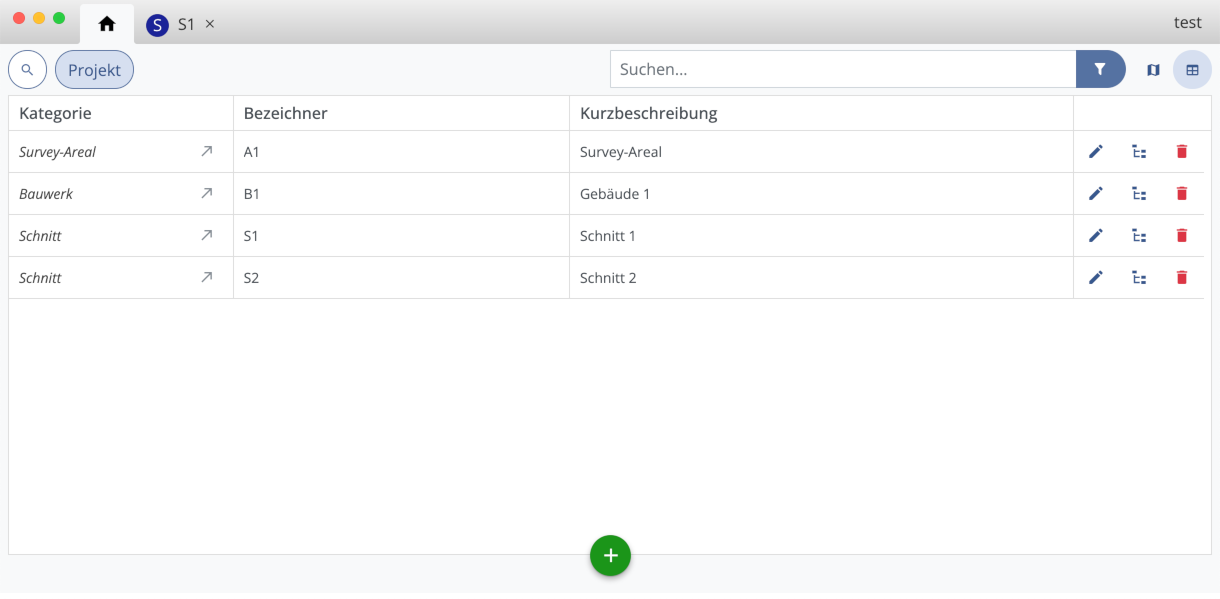 S S1 ×
test
Projekt
Suchen...
Kategorie Bezeichner Kurzbeschreibung
Survey-Areal A1 Survey-Areal
Bauwerk B1 Gebäude 1
Schnitt S1 Schnitt 1
Schnitt S2 Schnitt 2